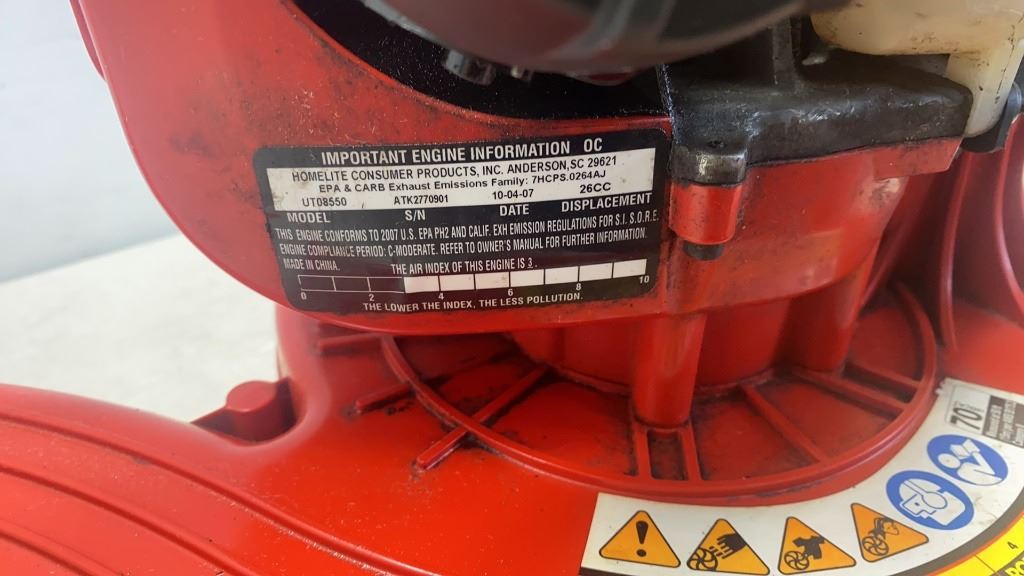 IMPORTANT ENGINE INFORMATION OC
HOMELITE CONSUMER PRODUCTS, INC. ANDERSON,SC 29621
EPA & CARB Exhaust Emissions Family: 7HCPS.0264AJ
UT08550 ATK2770901 10-04-07 26CC
MODEL S/N DATE DISPLACEMENT
THIS ENGINE CONFORMS TO 2007 U.S. EPA PH2 AND CALIF. EXH EMISSION REGULATIONS FOR S.I. S.O.R.E.
ENGINE COMPLIANCE PERIOD: C-MODERATE. REFER TO OWNER'S MANUAL FOR FURTHER INFORMATION.
MADE IN CHINA. THE AIR INDEX OF THIS ENGINE IS 3.
0 2 4 6 8 10
THE LOWER THE INDEX, THE LESS POLLUTION.
70
4